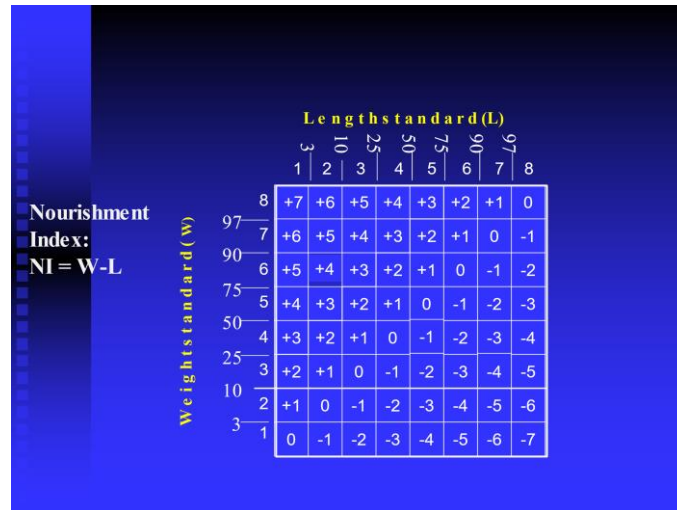 Lengthstandard(L)
3 10 25 50 75 90 97
1 2 3 4 5 6 7 8
Nourishment
Index:
NI = W-L
Weightstandard(W)
8 +7 +6 +5 +4 +3 +2 +1 0
97
7 +6 +5 +4 +3 +2 +1 0 -1
90
6 +5 +4 +3 +2 +1 0 -1 -2
75
5 +4 +3 +2 +1 0 -1 -2 -3
50
4 +3 +2 +1 0 -1 -2 -3 -4
25
3 +2 +1 0 -1 -2 -3 -4 -5
10
2 +1 0 -1 -2 -3 -4 -5 -6
3
1 0 -1 -2 -3 -4 -5 -6 -7